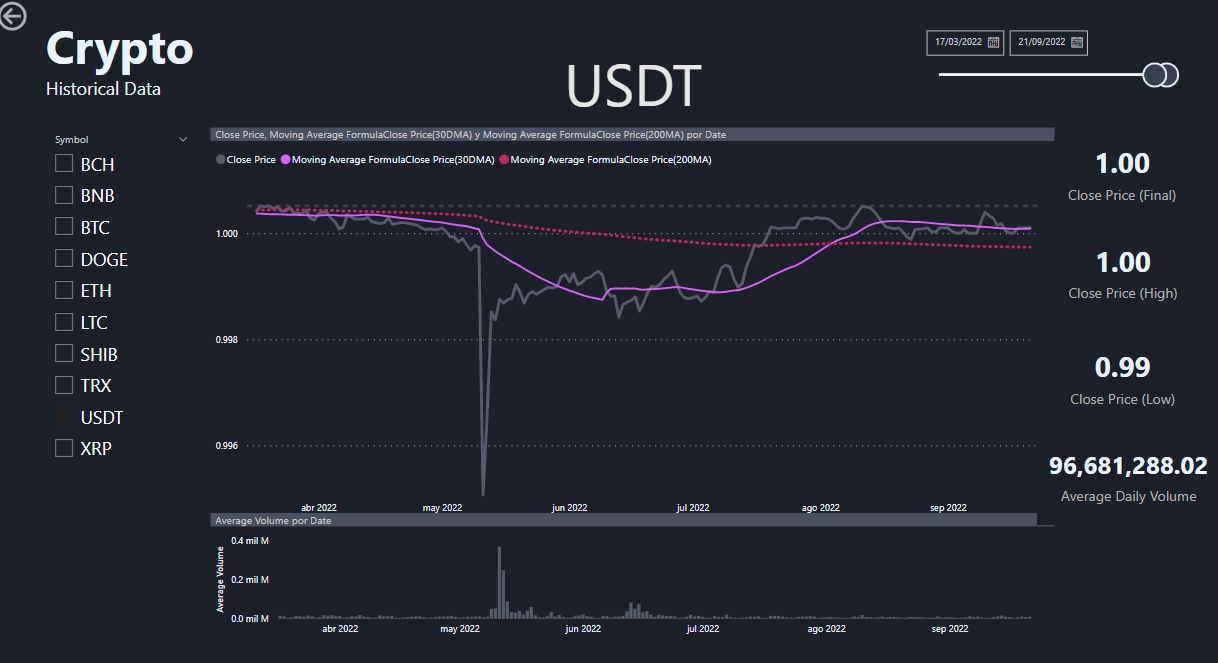 Crypto
Historical Data
USDT
17/03/2022
21/09/2022
Symbol
BCH
BNB
BTC
DOGE
ETH
LTC
SHIB
TRX
USDT
XRP
Close Price, Moving Average FormulaClose Price(30DMA) y Moving Average FormulaClose Price(200MA) por Date
Close Price Moving Average FormulaClose Price(30DMA) Moving Average FormulaClose Price(200MA)
1.000
0.998
0.996
abr 2022 may 2022 jun 2022 jul 2022 ago 2022 sep 2022
1.00
Close Price (Final)
1.00
Close Price (High)
0.99
Close Price (Low)
96,681,288.02
Average Daily Volume
Average Volume por Date
Average Volume
0.4 mil M
0.2 mil M
0.0 mil M
abr 2022 may 2022 jun 2022 jul 2022 ago 2022 sep 2022